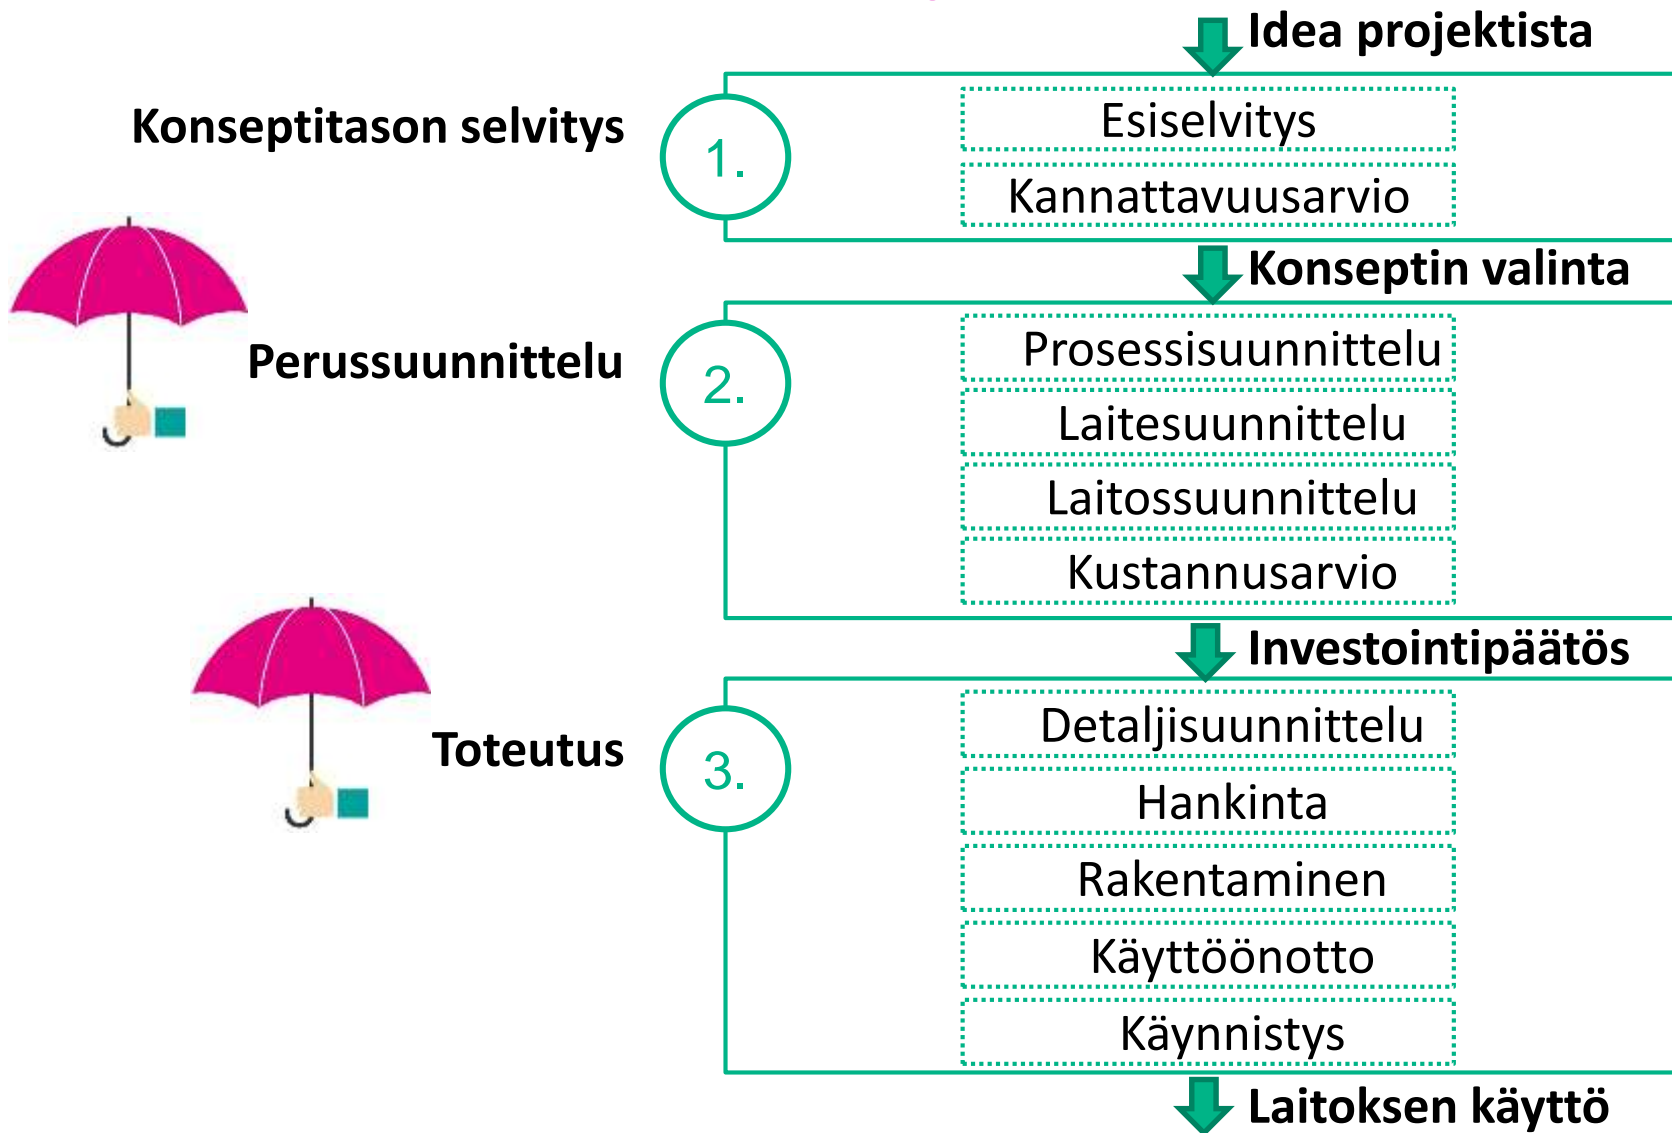 Idea projektista
Konseptitason selvitys
1.
Esiselvitys
Kannattavuusarvio
Konseptin valinta
Perussuunnittelu
2.
Prosessisuunnittelu
Laitesuunnittelu
Laitossuunnittelu
Kustannusarvio
Investointipäätös
Toteutus
3.
Detaljisuunnittelu
Hankinta
Rakentaminen
Käyttöönotto
Käynnistys
Laitoksen käyttö